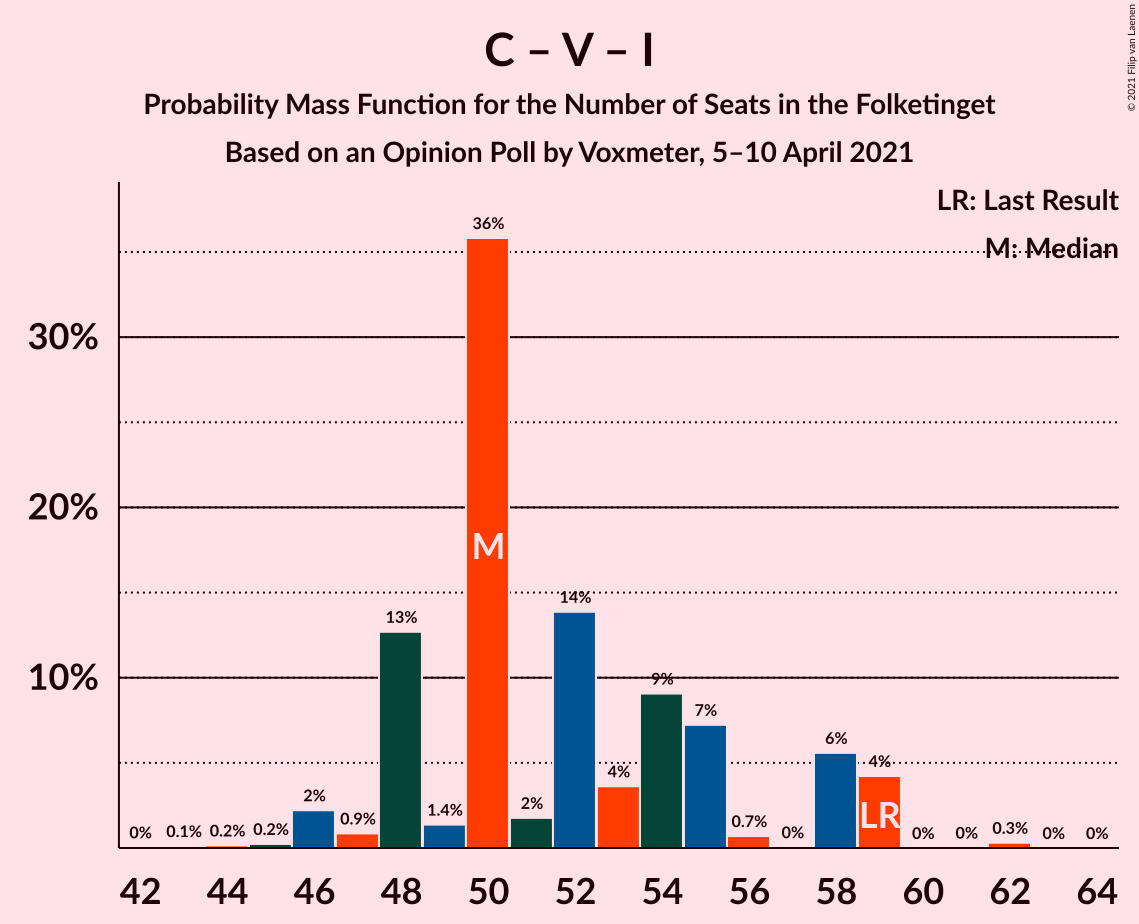 C – V – I
Probability Mass Function for the Number of Seats in the Folketinget
Based on an Opinion Poll by Voxmeter, 5–10 April 2021
© 2021 Filip van Laenen
LR: Last Result
M: Median
30%
20%
10%
0% 0.1% 0.2% 0.2% 2% 0.9% 13% 1.4% 36% 2% 14% 4% 9% 7% 0.7% 0% 6% 4% 0% 0% 0.3% 0% 0%
M
LR
42 44 46 48 50 52 54 56 58 60 62 64